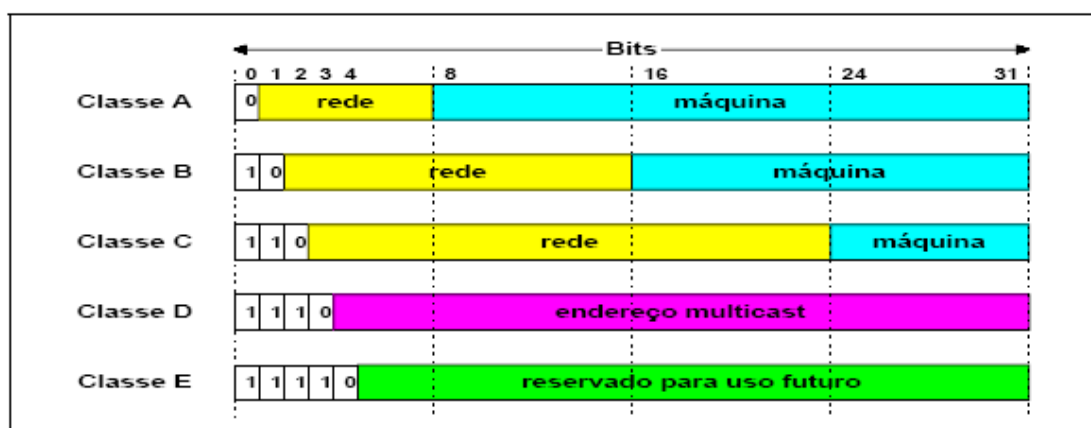 Bits
0 1 2 3 4 8 16 24 31
Classe A 0 rede máquina
Classe B 1 0 rede máquina
Classe C 1 1 0 rede máquina
Classe D 1 1 1 0 endereço multicast
Classe E 1 1 1 1 0 reservado para uso futuro